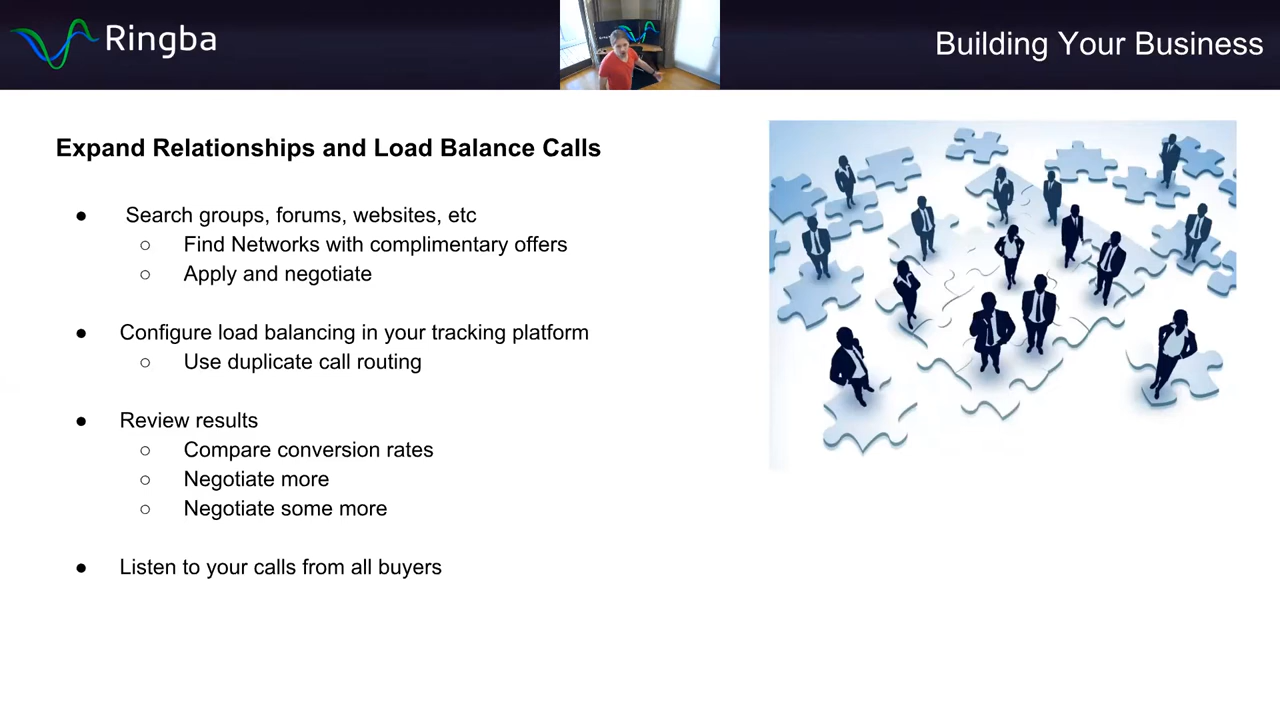 Ringba
Building Your Business
Expand Relationships and Load Balance Calls
● Search groups, forums, websites, etc
○ Find Networks with complimentary offers
○ Apply and negotiate
● Configure load balancing in your tracking platform
○ Use duplicate call routing
● Review results
○ Compare conversion rates
○ Negotiate more
○ Negotiate some more
● Listen to your calls from all buyers